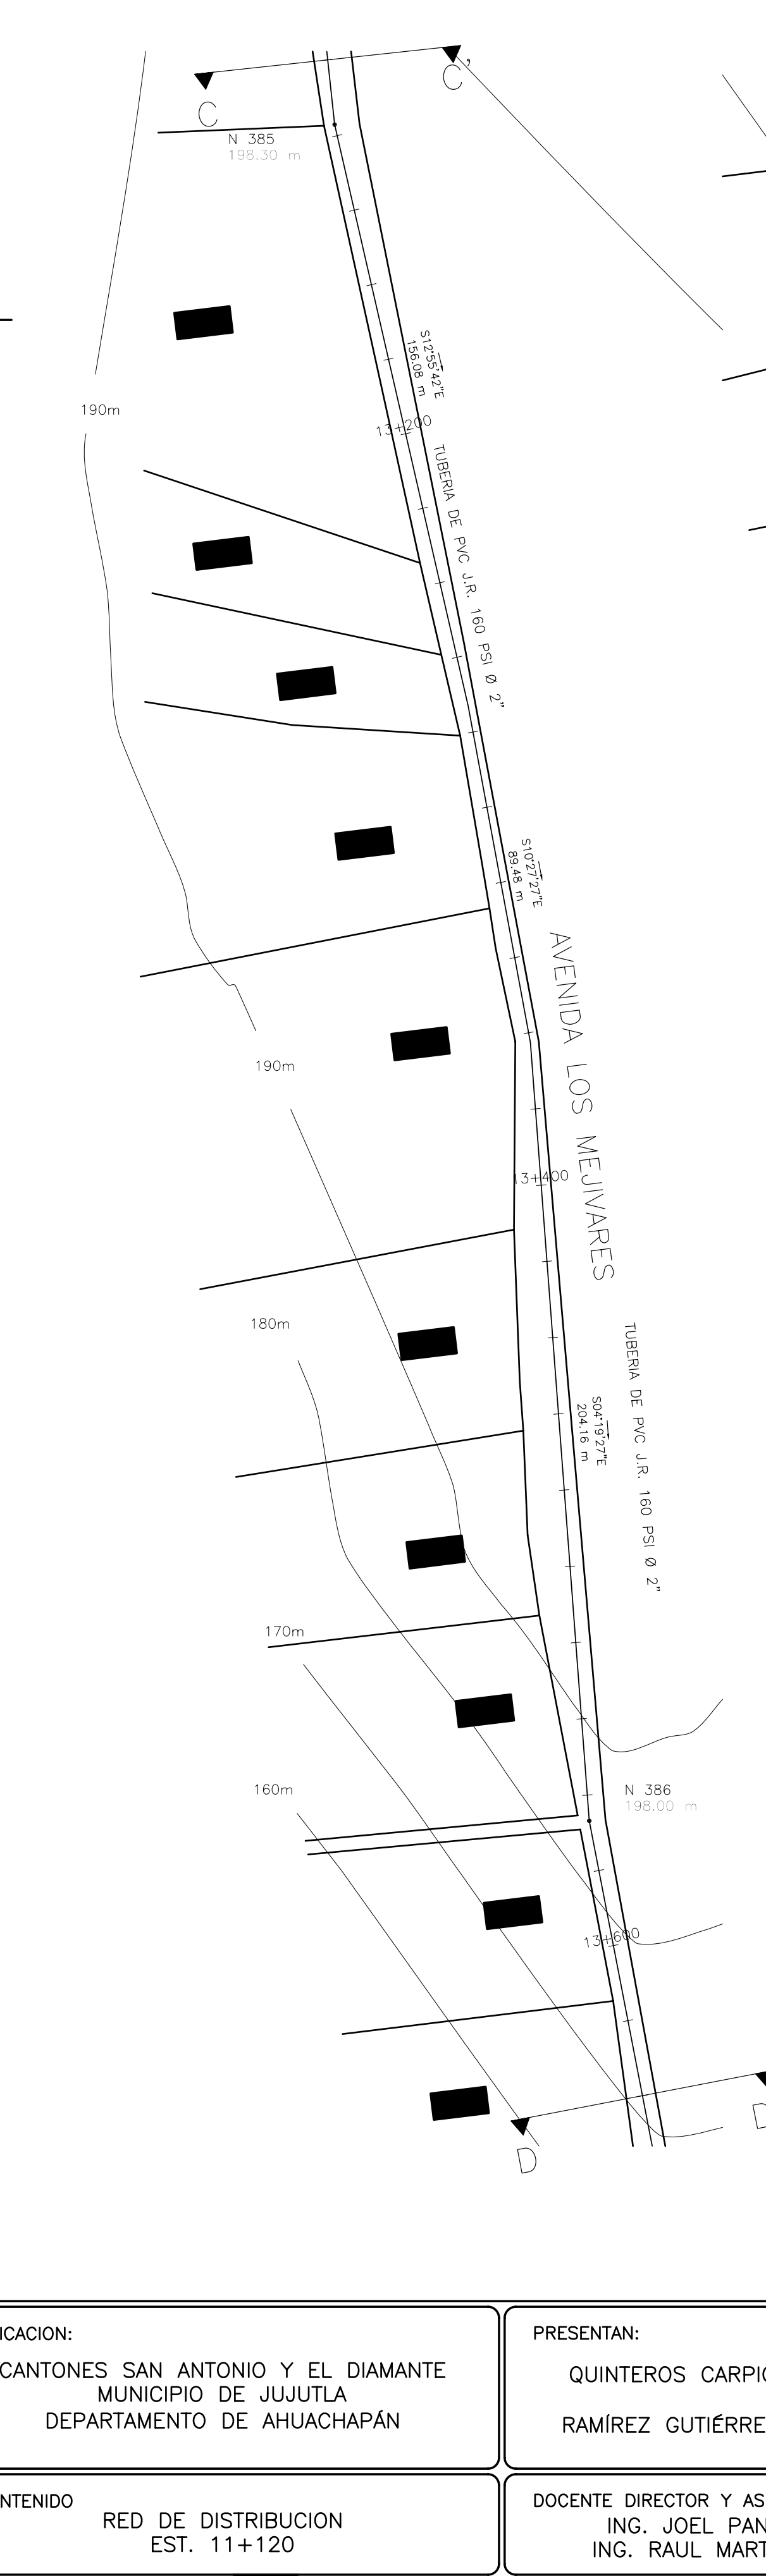 C
C'
N 385
198.30 m
S12°55'42"E
156.08 m
190m
13+200
TUBERIA DE PVC J.R. 160 PSI Ø 2"
S10°27'27"E
89.48 m
AVENIDA LOS MEJIVARES
190m
13+400
180m
TUBERIA DE PVC J.R. 160 PSI Ø 2"
S04°19'27"E
204.16 m
170m
160m
N 386
198.00 m
13+600
D
D
ICACION:
CANTONES SAN ANTONIO Y EL DIAMANTE
MUNICIPIO DE JUJUTLA
DEPARTAMENTO DE AHUACHAPÁN
PRESENTAN:
QUINTEROS CARPIO
RAMÍREZ GUTIÉRRE
NTENIDO
RED DE DISTRIBUCION
EST. 11+120
DOCENTE DIRECTOR Y AS
ING. JOEL PAN
ING. RAUL MART